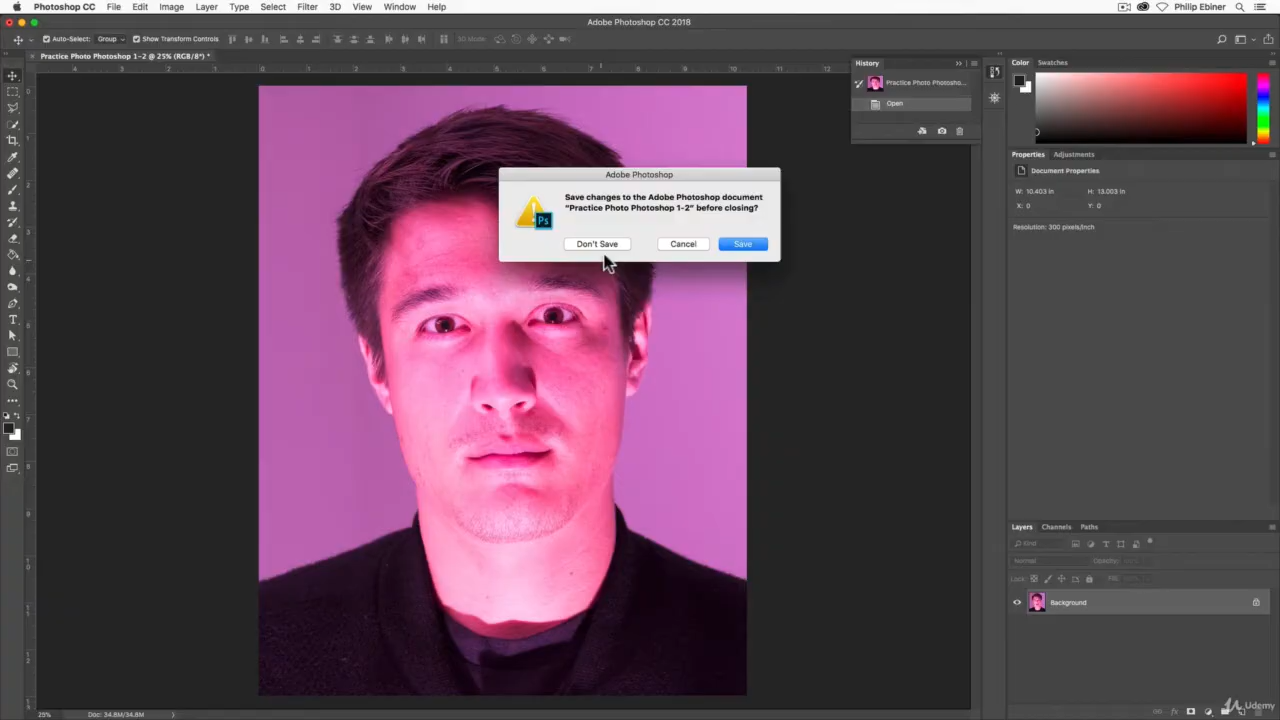 Photoshop CC File Edit Image Layer Type Select Filter 3D View Window Help Philip Ebiner
Adobe Photoshop CC 2018
Auto-Select: Group Show Transform Controls 3D Mode:
Practice Photo Photoshop 1-2 @ 25% (RGB/8*) *
History
Practice Photo Photosho...
Open
Color Swatches
Properties Adjustments
Document Properties
W: 10.403 in H: 13.003 in
X: 0 Y: 0
Resolution: 300 pixels/inch
Adobe Photoshop
Save changes to the Adobe Photoshop document
“Practice Photo Photoshop 1-2” before closing?
Don't Save Cancel Save
Layers Channels Paths
Kind
Normal Opacity:
Lock: Fill:
Background
25% Doc: 34.8M/34.8M
Udemy